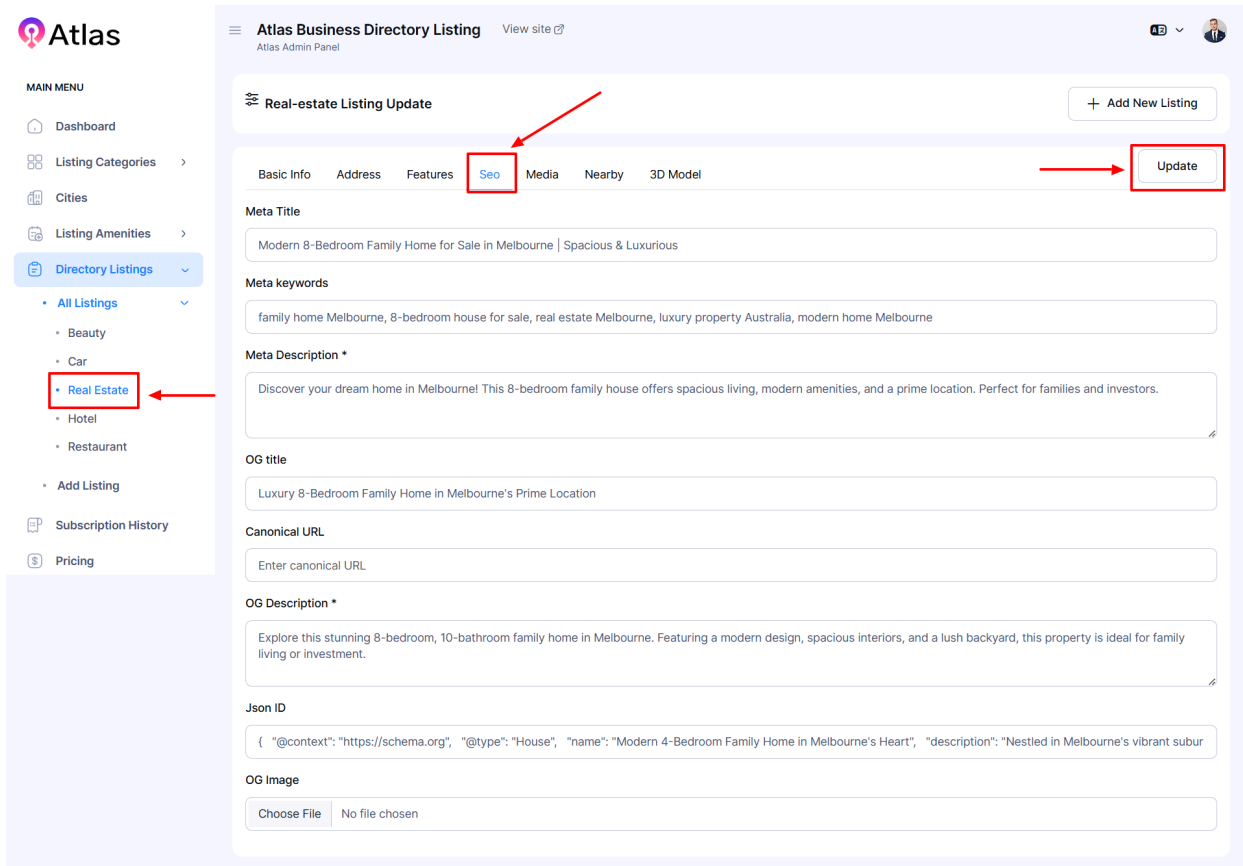 Atlas
MAIN MENU
Dashboard
Listing Categories
Cities
Listing Amenities
Directory Listings
All Listings
Beauty
Car
Real Estate
Hotel
Restaurant
Add Listing
Subscription History
Pricing
Atlas Business Directory Listing
View site
Atlas Admin Panel
Real-estate Listing Update
+ Add New Listing
Basic Info Address Features Seo Media Nearby 3D Model
Update
Meta Title
Modern 8-Bedroom Family Home for Sale in Melbourne | Spacious & Luxurious
Meta keywords
family home Melbourne, 8-bedroom house for sale, real estate Melbourne, luxury property Australia, modern home Melbourne
Meta Description *
Discover your dream home in Melbourne! This 8-bedroom family house offers spacious living, modern amenities, and a prime location. Perfect for families and investors.
OG title
Luxury 8-Bedroom Family Home in Melbourne's Prime Location
Canonical URL
Enter canonical URL
OG Description *
Explore this stunning 8-bedroom, 10-bathroom family home in Melbourne. Featuring a modern design, spacious interiors, and a lush backyard, this property is ideal for family
living or investment.
Json ID
{ "@context": "https://schema.org", "@type": "House", "name": "Modern 4-Bedroom Family Home in Melbourne's Heart", "description": "Nestled in Melbourne's vibrant subur
OG Image
Choose File No file chosen